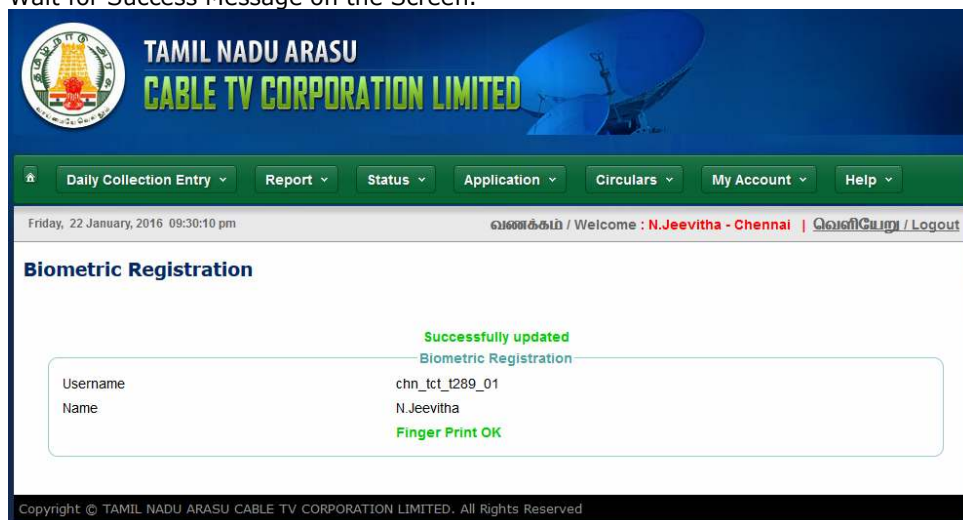 Wait for Success Message on the Screen.
TAMIL NADU ARASU
CABLE TV CORPORATION LIMITED
Daily Collection Entry Report Status Application Circulars My Account Help
Friday, 22 January, 2016 09:30:10 pm வணக்கம் / Welcome : N.Jeevitha - Chennai | வெளியேறு / Logout
Biometric Registration
Successfully updated
Biometric Registration
Username chn_tct_t289_01
Name N.Jeevitha
Finger Print OK
Copyright © TAMIL NADU ARASU CABLE TV CORPORATION LIMITED. All Rights Reserved